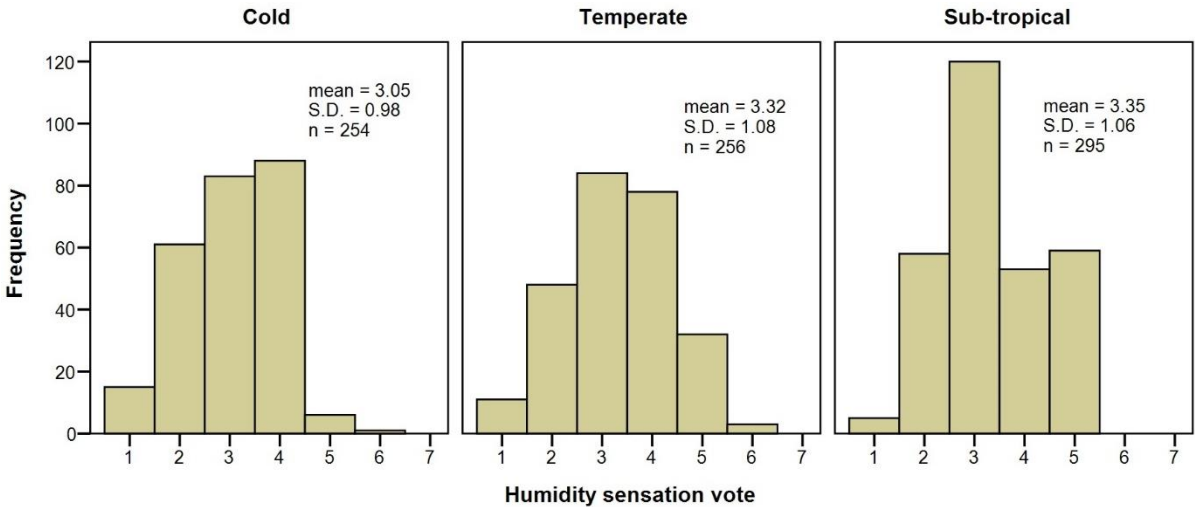 Cold
Temperate
Sub-tropical
mean = 3.05
S.D. = 0.98
n = 254
mean = 3.32
S.D. = 1.08
n = 256
mean = 3.35
S.D. = 1.06
n = 295
Frequency
120
100
80
60
40
20
0
1 2 3 4 5 6 7
1 2 3 4 5 6 7
1 2 3 4 5 6 7
Humidity sensation vote